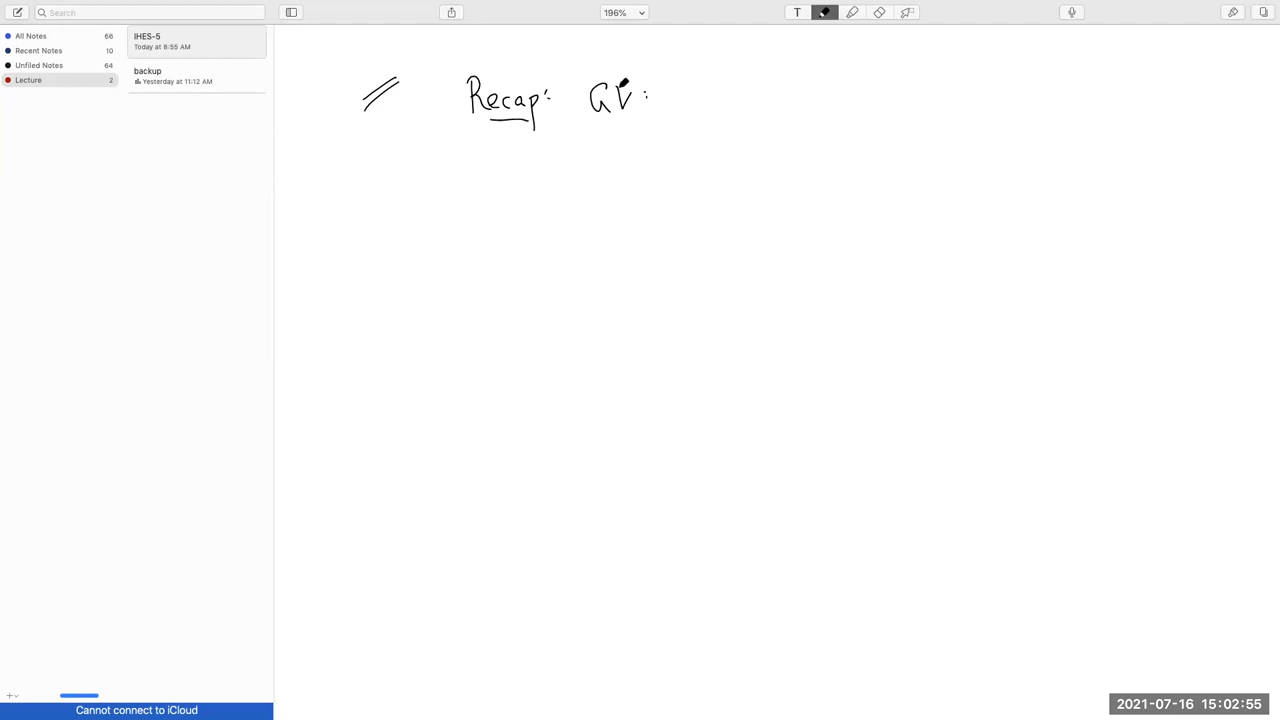 Search
196%
T
All Notes 66
Recent Notes 10
Unfiled Notes 64
Lecture 2
IHES-5
Today at 8:55 AM
backup
Yesterday at 11:12 AM
Recap: GV:
Cannot connect to iCloud
2021-07-16 15:02:55